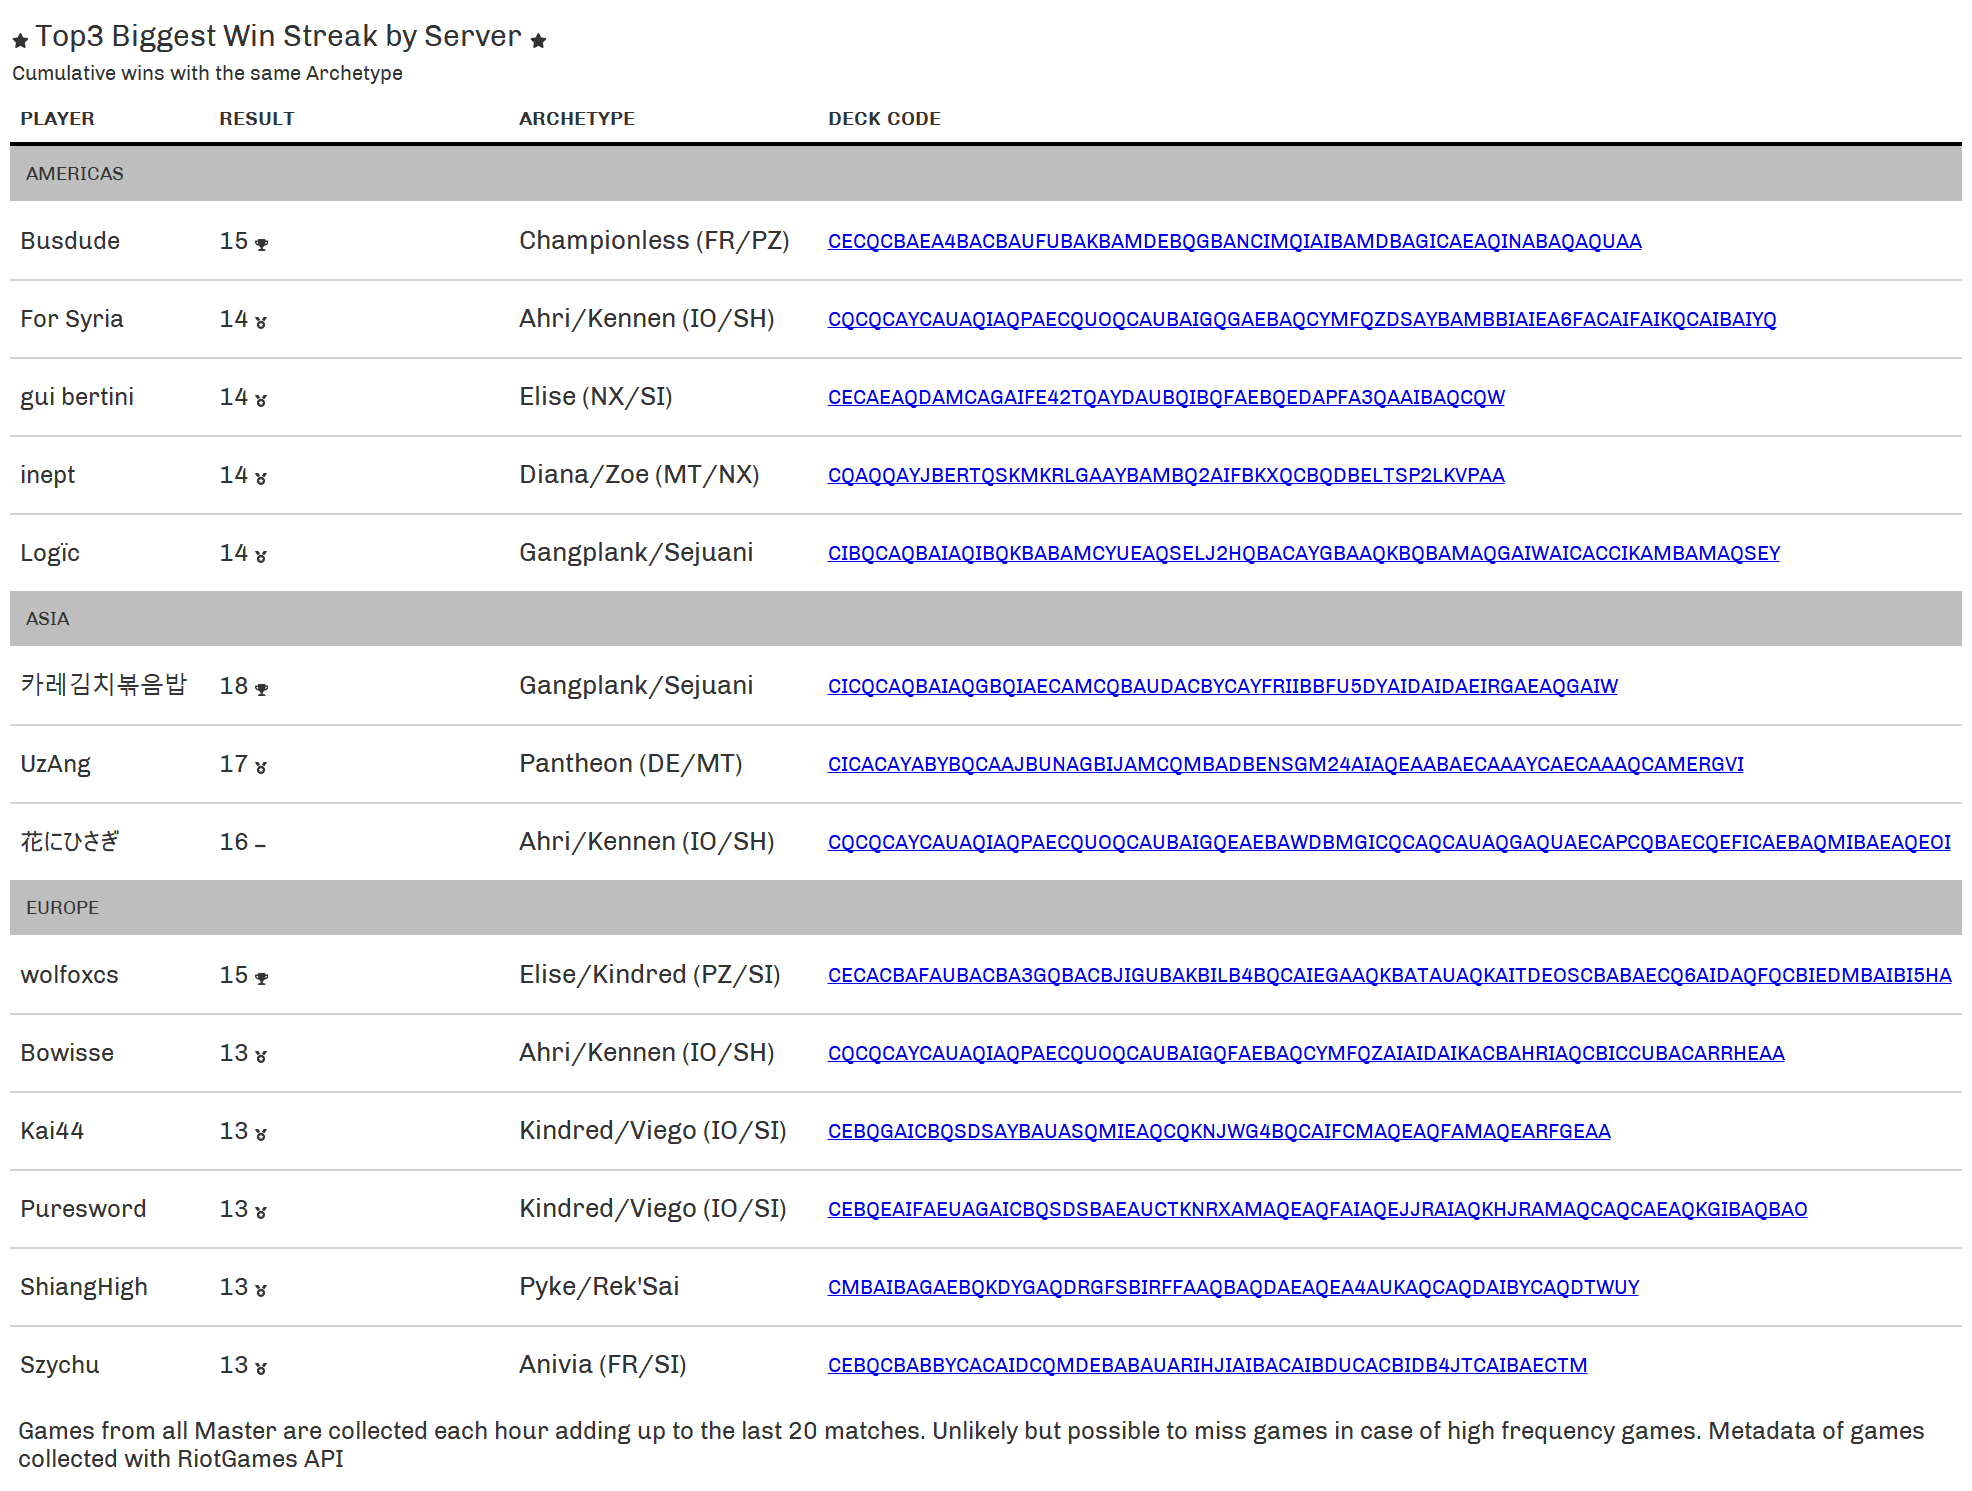 ★ Top3 Biggest Win Streak by Server ★
Cumulative wins with the same Archetype
PLAYER RESULT ARCHETYPE DECK CODE
AMERICAS
Busdude 15 Championless (FR/PZ) CECQCBAEA4BACBAUFUBAKBAMDEBQGBANCIMQIAIBAMDBAGICAEAQINABAQAQUAA
For Syria 14 Ahri/Kennen (IO/SH) CQCQCAYCAUAQIAQPAECQUOQCAUBAIGQGAEBAQCYMFQZDSAYBAMBBIAIEA6FACAIFAIKQCAIBAIYQ
gui bertini 14 Elise (NX/SI) CECAEAQDAMCAGAIFE42TQAYDAUBQIBQFAEBQEDAPFA3QAAIBAQCQW
inept 14 Diana/Zoe (MT/NX) CQAQQAYJBERTQSKMKRLGAAYBAMBQ2AIFBKXQCBQDBELTSP2LKVPAA
Logïc 14 Gangplank/Sejuani CIBQCAQBAIAQIBQKBABAMCYUEAQSELJ2HQBACAYGBAAQKBQBAMAQGAIWAICACCIKAMBAMAQSEY
ASIA
카레김치볶음밥 18 Gangplank/Sejuani CICQCAQBAIAQGBQIAECAMCQBAUDACBYCAYFRIIBBFU5DYAIDAIDAEIRGAEAQGAIW
UzAng 17 Pantheon (DE/MT) CICACAYABYBQCAAJBUNAGBIJAMCQMBADBENSGM24AIAQEAABAECAAAYCAECAAAQCAMERGVI
花にひさぎ 16 – Ahri/Kennen (IO/SH) CQCQCAYCAUAQIAQPAECQUOQCAUBAIGQEAEBAWDBMGICQCAQCAUAQGAQUAECAPCQBAECQEFICAEBAQMIBAEAQEOI
EUROPE
wolfoxcs 15 Elise/Kindred (PZ/SI) CECACBAFAUBACBA3GQBACBJIGUBAKBILB4BQCAIEGAAQKBATAUAQKAITDEOSCBABAECQ6AIDAQFQCBIEDMBAIBI5HA
Bowisse 13 Ahri/Kennen (IO/SH) CQCQCAYCAUAQIAQPAECQUOQCAUBAIGQFAEBAQCYMFQZAIAIDAIKACBAHRIAQCBICCUBACARRHEAA
Kai44 13 Kindred/Viego (IO/SI) CEBQGAICBQSDSAYBAUASQMIEAQCQKNJWG4BQCAIFCMAQEAQFAMAQEARFGEAA
Puresword 13 Kindred/Viego (IO/SI) CEBQEAIFAEUAGAICBQSDSBAEAUCTKNRXAMAQEAQFAIAQEJJRAIAQKHJRAMAQCAQCAEAQKGIBAQBAO
ShiangHigh 13 Pyke/Rek'Sai CMBAIBAGAEBQKDYGAQDRGFSBIRFFAAQBAQDAEAQEA4AUKAQCAQDAIBYCAQDTWUY
Szychu 13 Anivia (FR/SI) CEBQCBABBYCACAIDCQMDEBABAUARIHJIAIBACAIBDUCACBIDB4JTCAIBAECTM
Games from all Master are collected each hour adding up to the last 20 matches. Unlikely but possible to miss games in case of high frequency games. Metadata of games
collected with RiotGames API